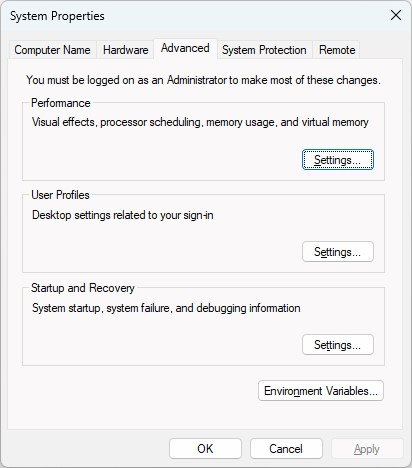 System Properties
Computer Name Hardware Advanced System Protection Remote
You must be logged on as an Administrator to make most of these changes.
Performance
Visual effects, processor scheduling, memory usage, and virtual memory
Settings...
User Profiles
Desktop settings related to your sign-in
Settings...
Startup and Recovery
System startup, system failure, and debugging information
Settings...
Environment Variables...
OK Cancel Apply